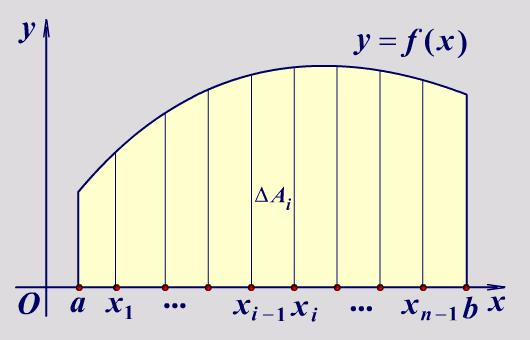 y
y = f(x)
ΔA_i
O a x_1 ... x_{i-1} x_i ... x_{n-1} b x